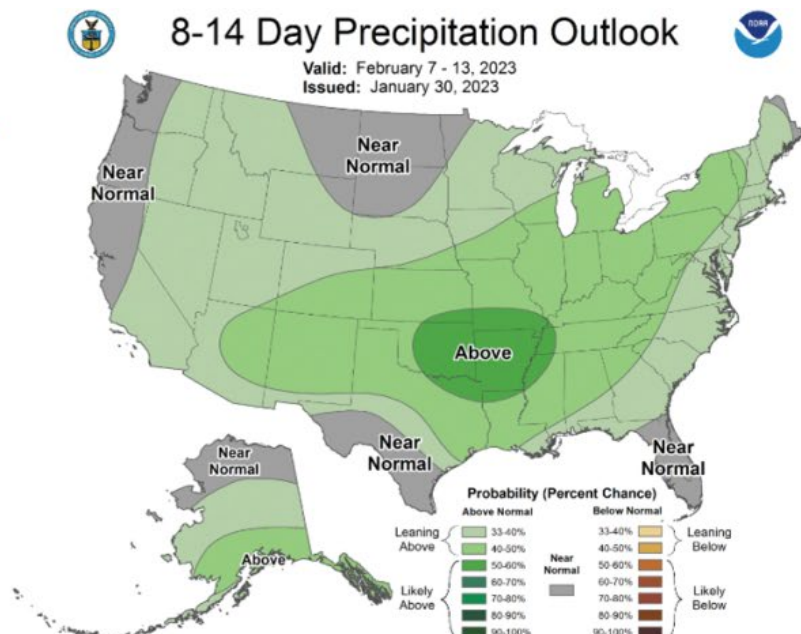 8-14 Day Precipitation Outlook
NOAA
Valid: February 7 - 13, 2023
Issued: January 30, 2023
Near
Normal
Near
Normal
Above
Near
Normal
Near
Normal
Near
Normal
Above
Probability (Percent Chance)
Above Normal
Below Normal
Leaning
Above
33-40%
40-50%
Likely
Above
50-60%
60-70%
70-80%
80-90%
90-100%
Near
Normal
33-40%
40-50%
Leaning
Below
50-60%
60-70%
70-80%
80-90%
90-100%
Likely
Below